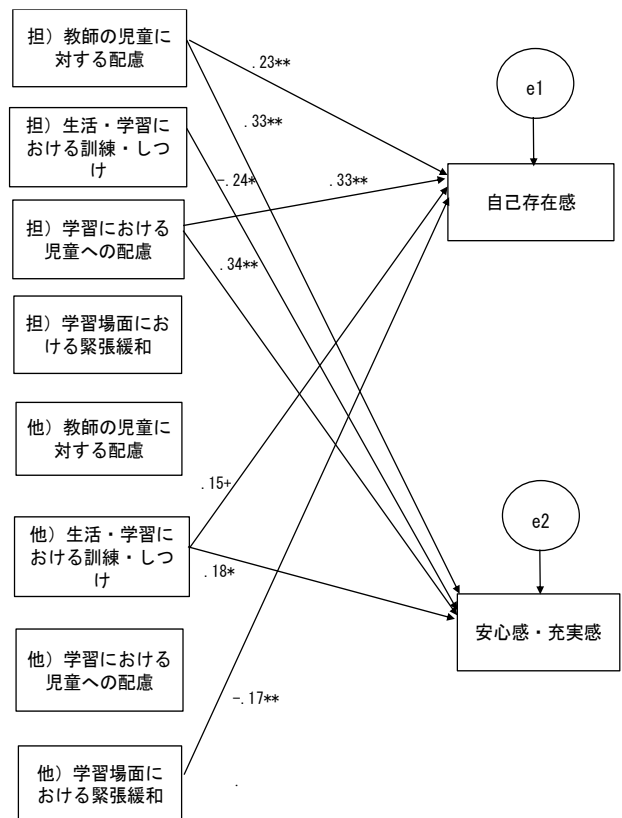 担）教師の児童に
対する配慮
.23**
e1
.33**
担）生活・学習に
おける訓練・しつ
け
-.24*
.33**
自己存在感
担）学習における
児童への配慮
.34**
担）学習場面にお
ける緊張緩和
他）教師の児童に
対する配慮
.15+
他）生活・学習に
おける訓練・しつ
け
.18*
e2
安心感・充実感
他）学習における
児童への配慮
-.17**
他）学習場面に
おける緊張緩和
.